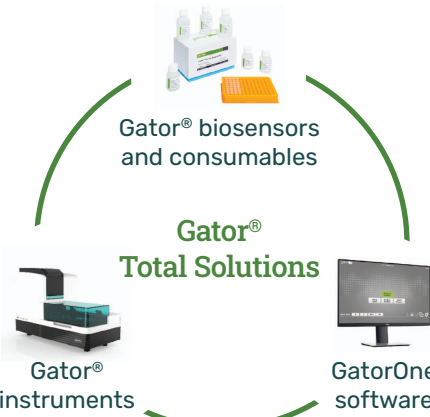 Gator® biosensors
and consumables
Gator®
Total Solutions
Gator®
instruments
GatorOne
software